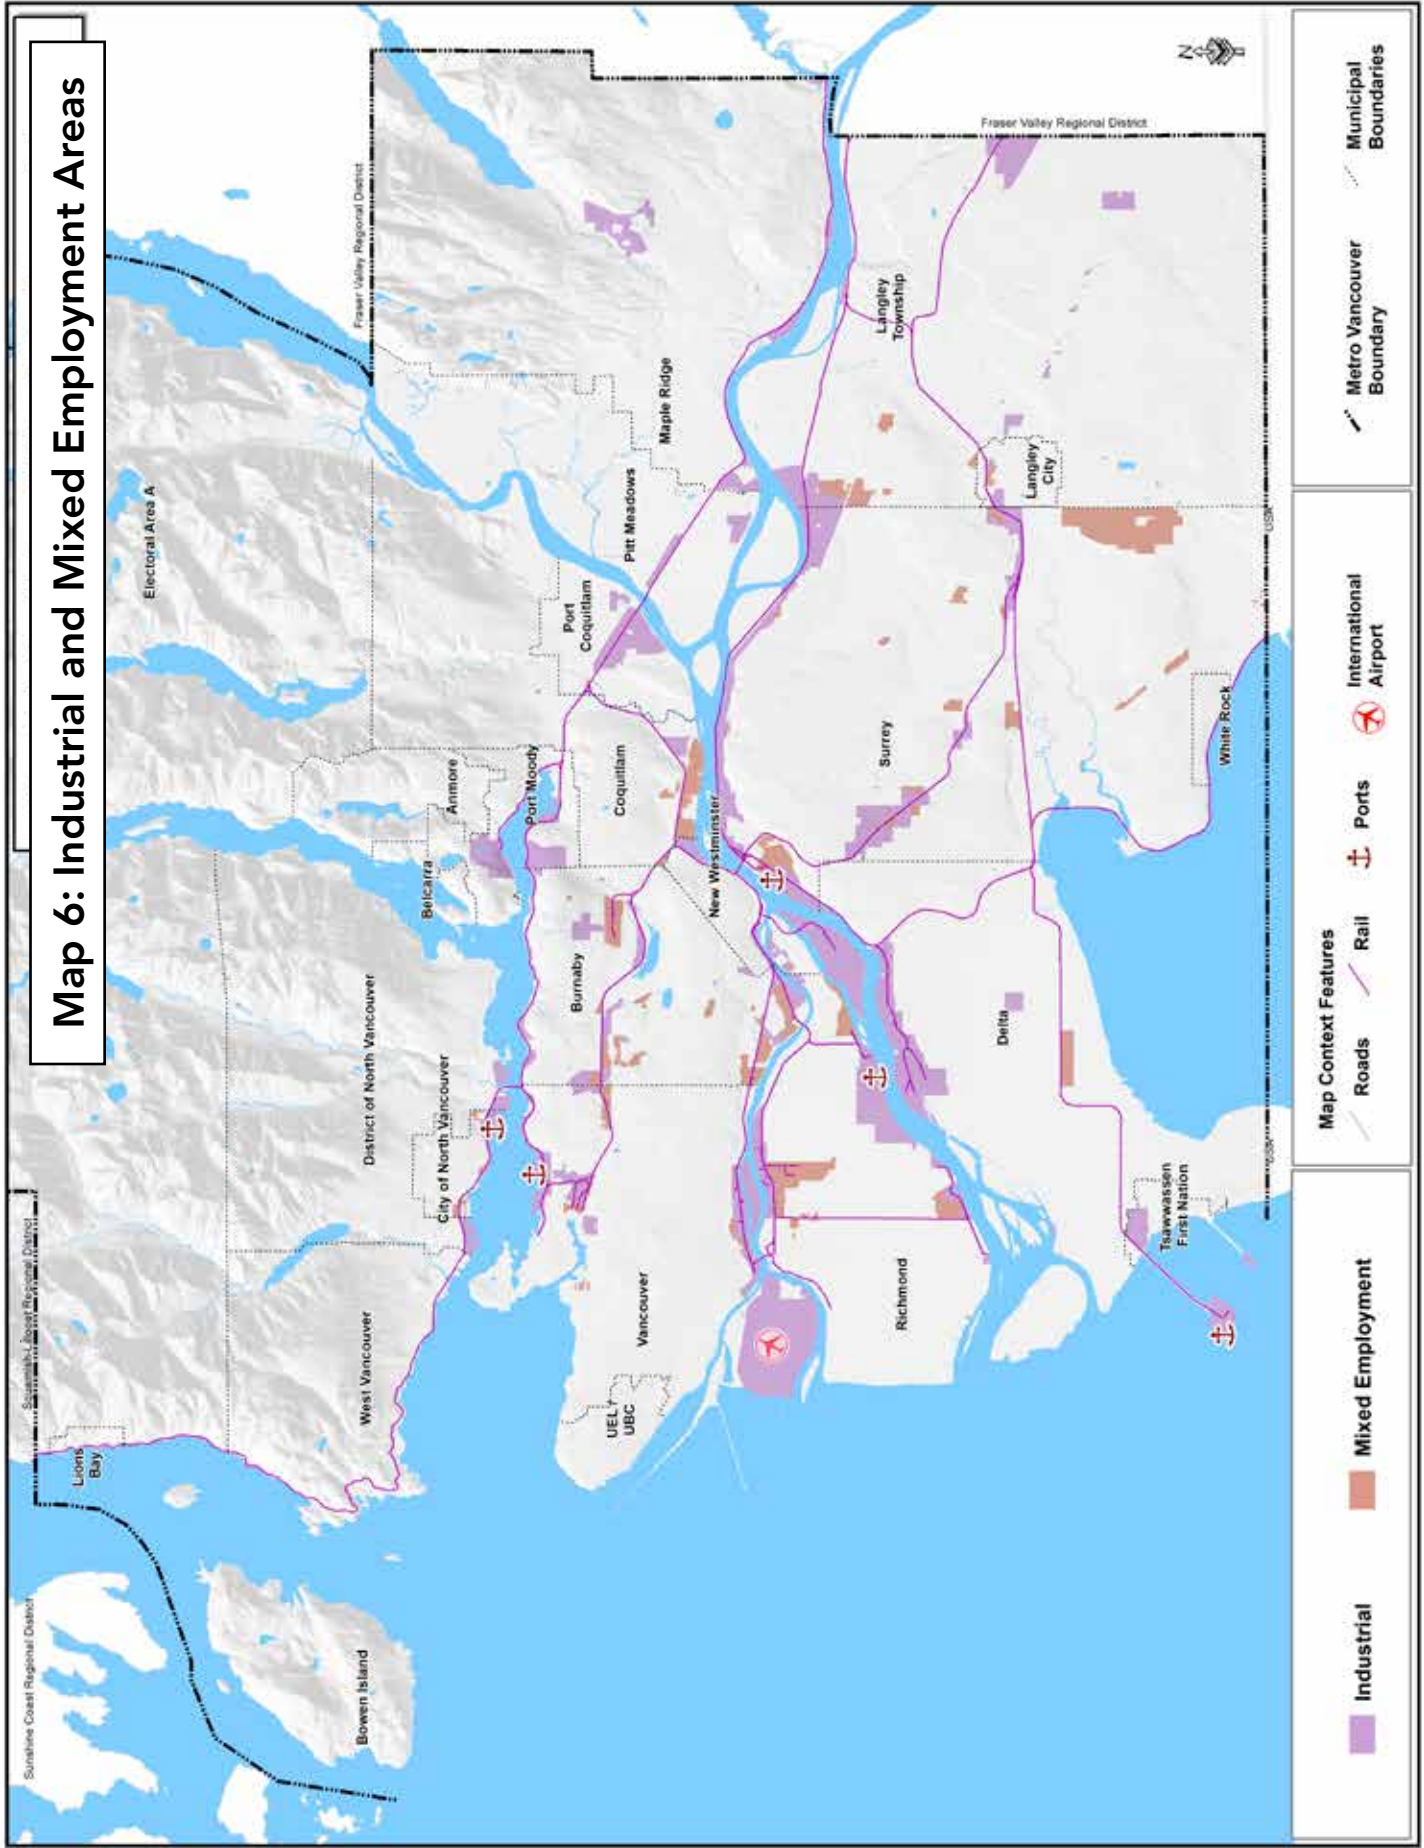 Map 6: Industrial and Mixed Employment Areas
Sunshine Coast Regional District
Squamish-Lillooet Regional District
Fraser Valley Regional District
Fraser Valley Regional District
Lions
Bay
Electoral Area A
Bowen Island
West Vancouver
District of North Vancouver
City of North Vancouver
Belcarra
Anmore
Port Moody
Port
Coquitlam
Coquitlam
Pitt Meadows
Maple Ridge
UEL /
UBC
Vancouver
Burnaby
New Westminster
Richmond
Surrey
Langley
Township
Langley
City
Delta
White Rock
Tsawwassen
First Nation
USA
USA
N
Industrial
Mixed Employment
Map Context Features
Roads
Rail
Ports
International
Airport
Metro Vancouver
Boundary
Municipal
Boundaries